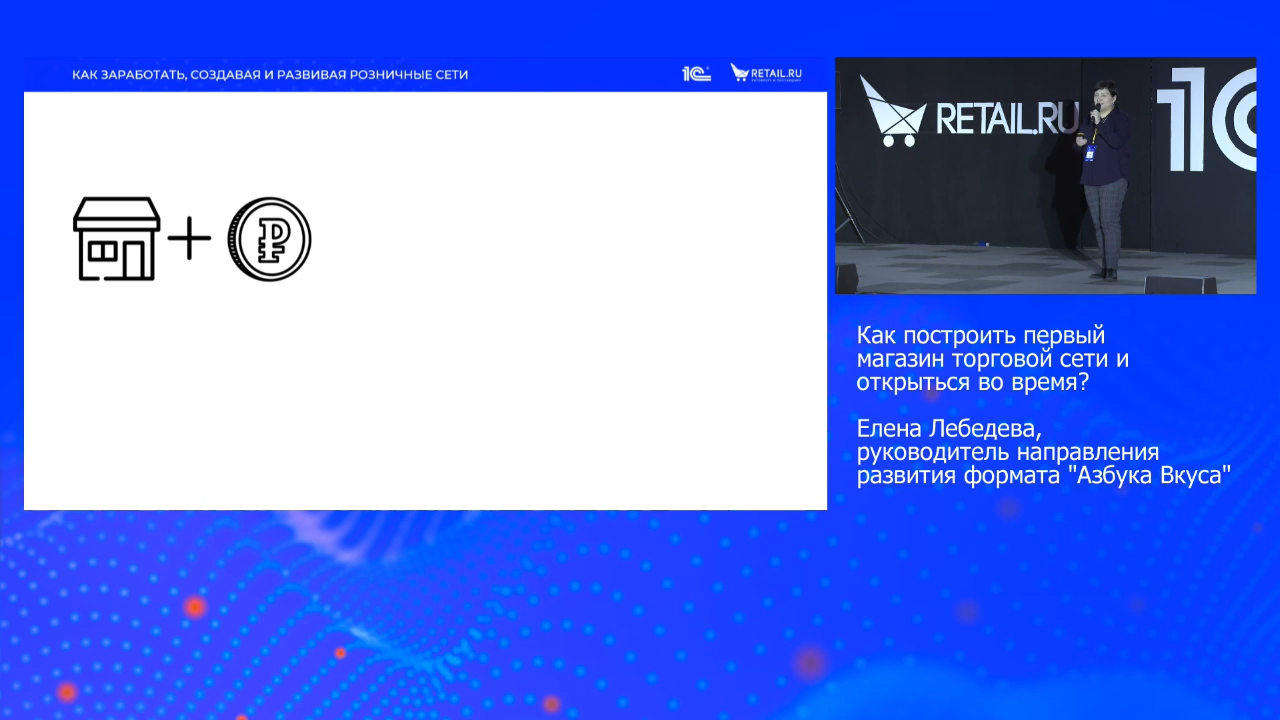 КАК ЗАРАБОТАТЬ, СОЗДАВАЯ И РАЗВИВАЯ РОЗНИЧНЫЕ СЕТИ
1С
RETAIL.RU
RETAIL.RU
1С
Как построить первый
магазин торговой сети и
открыться во время?
Елена Лебедева,
руководитель направления
развития формата "Азбука Вкуса"